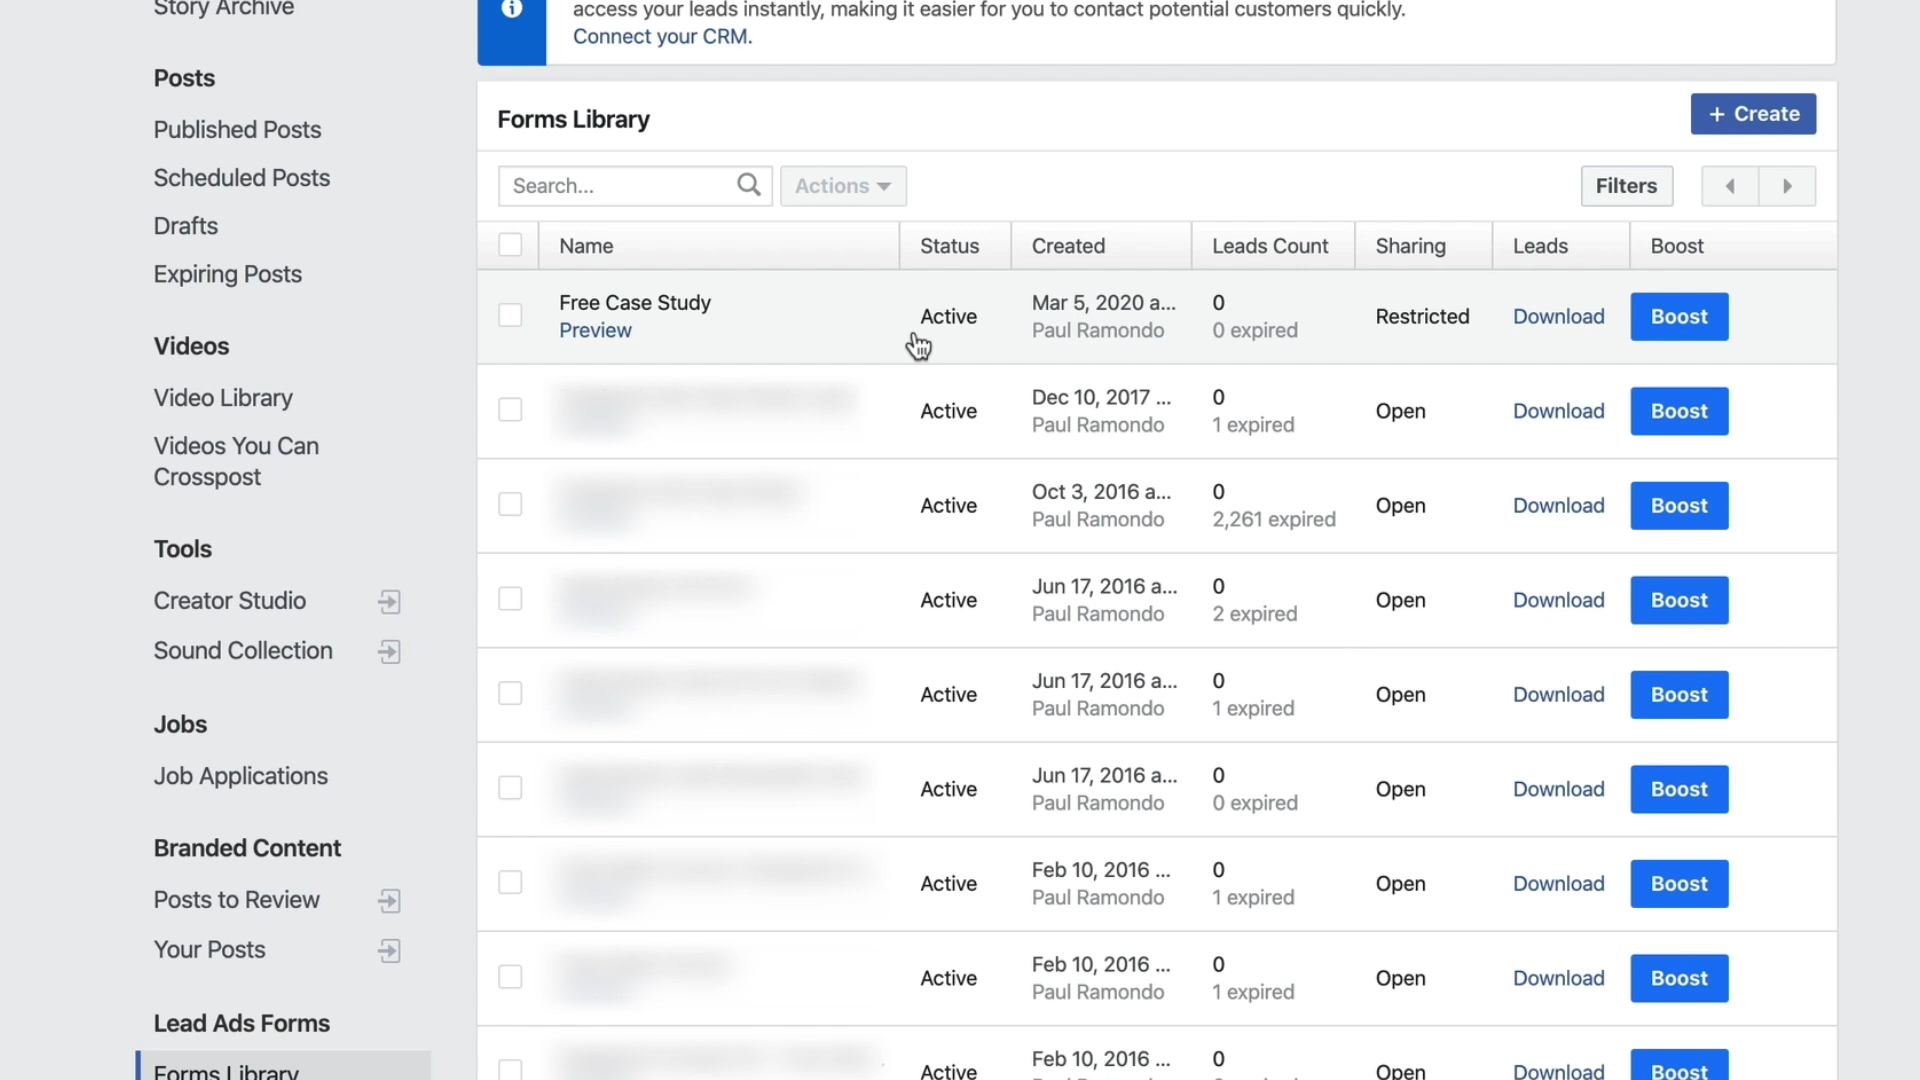 Story Archive
Posts
Published Posts
Scheduled Posts
Drafts
Expiring Posts
Videos
Video Library
Videos You Can
Crosspost
Tools
Creator Studio
Sound Collection
Jobs
Job Applications
Branded Content
Posts to Review
Your Posts
Lead Ads Forms
Forms Library
access your leads instantly, making it easier for you to contact potential customers quickly.
Connect your CRM.
Forms Library
+ Create
Search...
Actions
Filters
Name Status Created Leads Count Sharing Leads Boost
Free Case Study
Preview
Active
Mar 5, 2020 a...
Paul Ramondo
0
0 expired
Restricted
Download
Boost
Active
Dec 10, 2017 ...
Paul Ramondo
0
1 expired
Open
Download
Boost
Active
Oct 3, 2016 a...
Paul Ramondo
0
2,261 expired
Open
Download
Boost
Active
Jun 17, 2016 a...
Paul Ramondo
0
2 expired
Open
Download
Boost
Active
Jun 17, 2016 a...
Paul Ramondo
0
1 expired
Open
Download
Boost
Active
Jun 17, 2016 a...
Paul Ramondo
0
0 expired
Open
Download
Boost
Active
Feb 10, 2016 ...
Paul Ramondo
0
1 expired
Open
Download
Boost
Active
Feb 10, 2016 ...
Paul Ramondo
0
1 expired
Open
Download
Boost
Active
Feb 10, 2016 ...
0
Open
Download
Boost